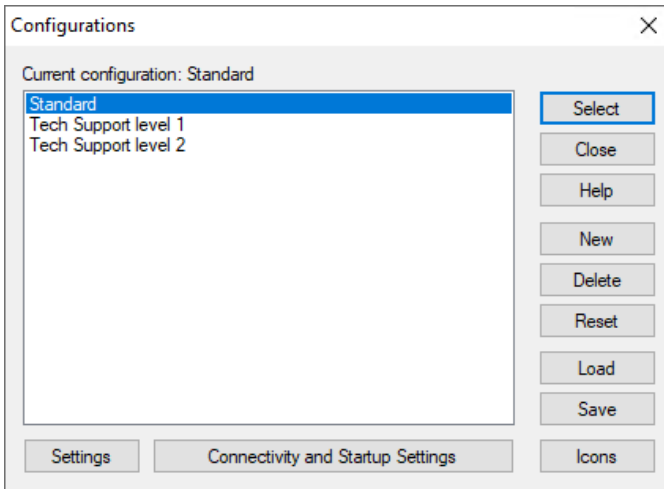 Configurations
Current configuration: Standard
Standard
Tech Support level 1
Tech Support level 2
Select
Close
Help
New
Delete
Reset
Load
Save
Settings
Connectivity and Startup Settings
Icons